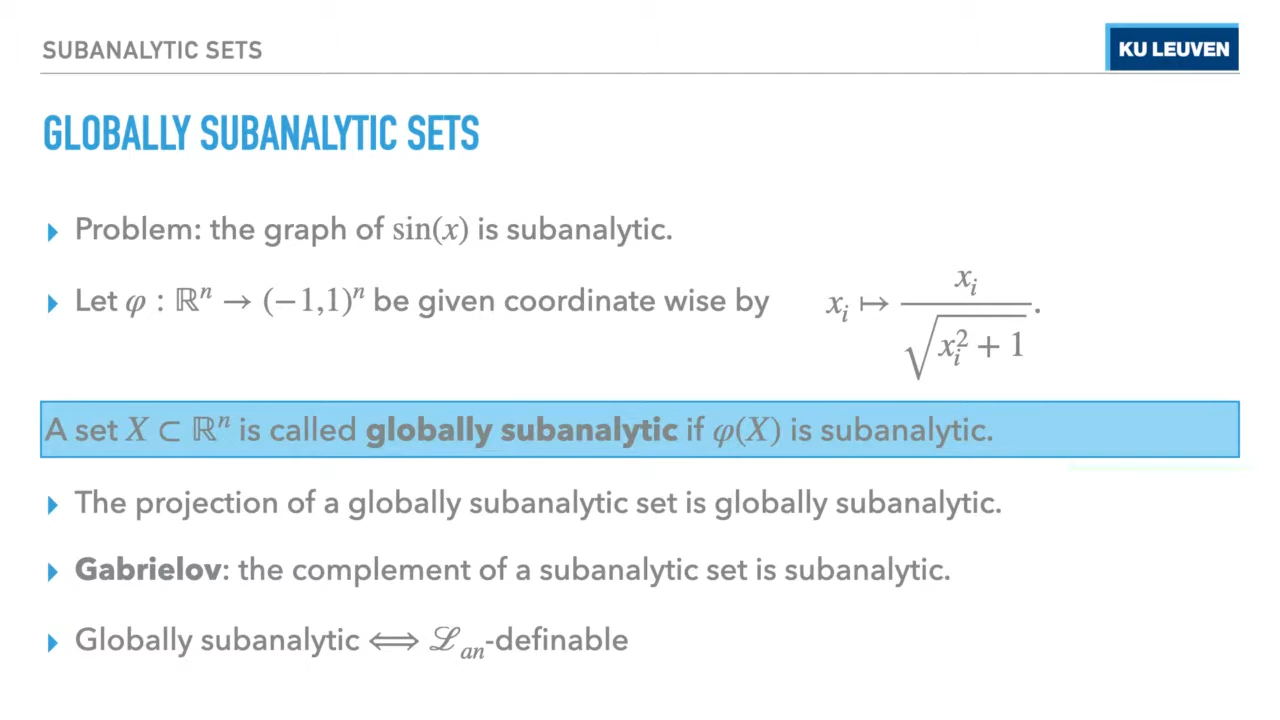 SUBANALYTIC SETS
KU LEUVEN
GLOBALLY SUBANALYTIC SETS
Problem: the graph of sin(x) is subanalytic.
Let φ : ℝⁿ → (−1,1)ⁿ be given coordinate wise by xᵢ ↦ xᵢ / √(xᵢ² + 1).
A set X ⊂ ℝⁿ is called globally subanalytic if φ(X) is subanalytic.
The projection of a globally subanalytic set is globally subanalytic.
Gabrielov: the complement of a subanalytic set is subanalytic.
Globally subanalytic ⟺ ℒ_an-definable